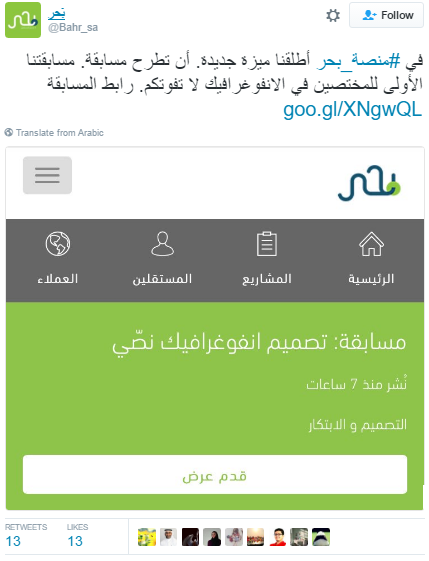 بحر
بَحر
@Bahr_sa
Follow
في #منصة_بحر أطلقنا ميزة جديدة. أن تطرح مسابقة. مسابقتنا
الأولى للمختصين في الانفوغرافيك لا تفوتكم. رابط المسابقة
goo.gl/XNgwQL
Translate from Arabic
بحر
الرئيسية
المشاريع
المستقلين
العملاء
مسابقة: تصميم انفوغرافيك نصّي
نُشر منذ 7 ساعات
التصميم و الابتكار
قدم عرض
RETWEETS
13
LIKES
13